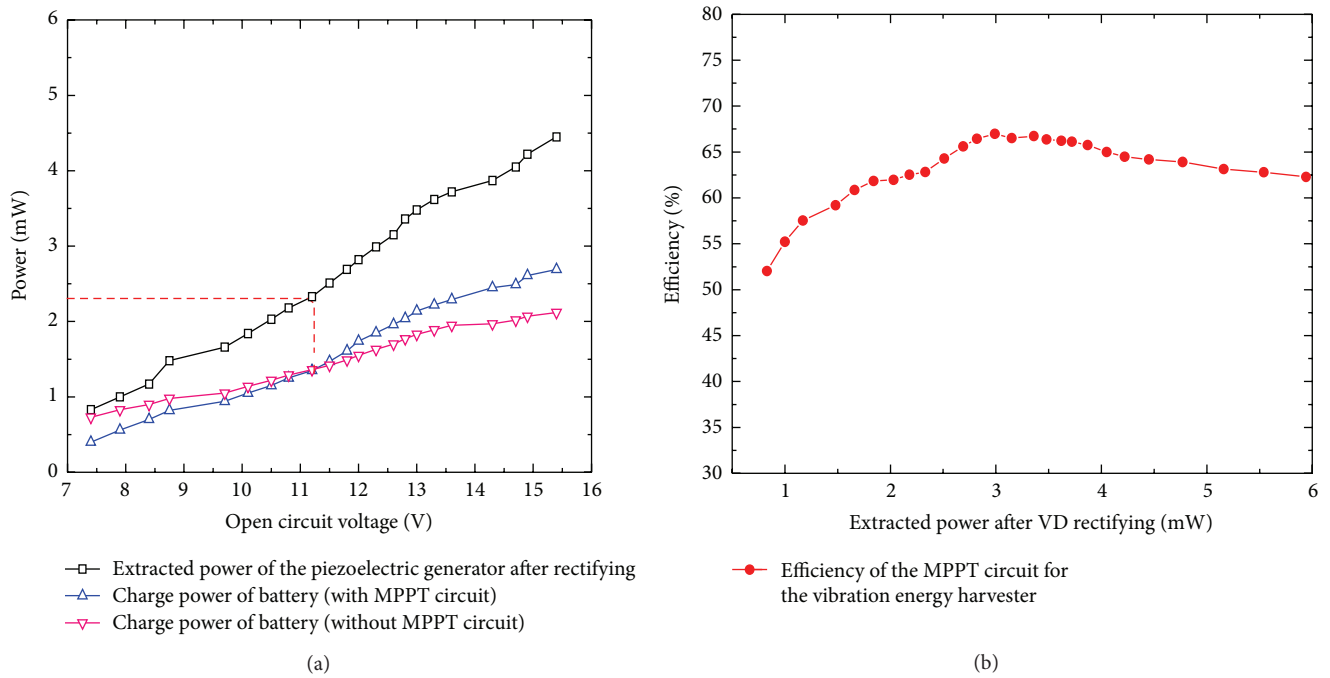 6
5
4
3
2
1
0
Power (mW)
7 8 9 10 11 12 13 14 15 16
Open circuit voltage (V)
Extracted power of the piezoelectric generator after rectifying
Charge power of battery (with MPPT circuit)
Charge power of battery (without MPPT circuit)
(a)
80
75
70
65
60
55
50
45
40
35
30
Efficiency (%)
1 2 3 4 5 6
Extracted power after VD rectifying (mW)
Efficiency of the MPPT circuit for
the vibration energy harvester
(b)